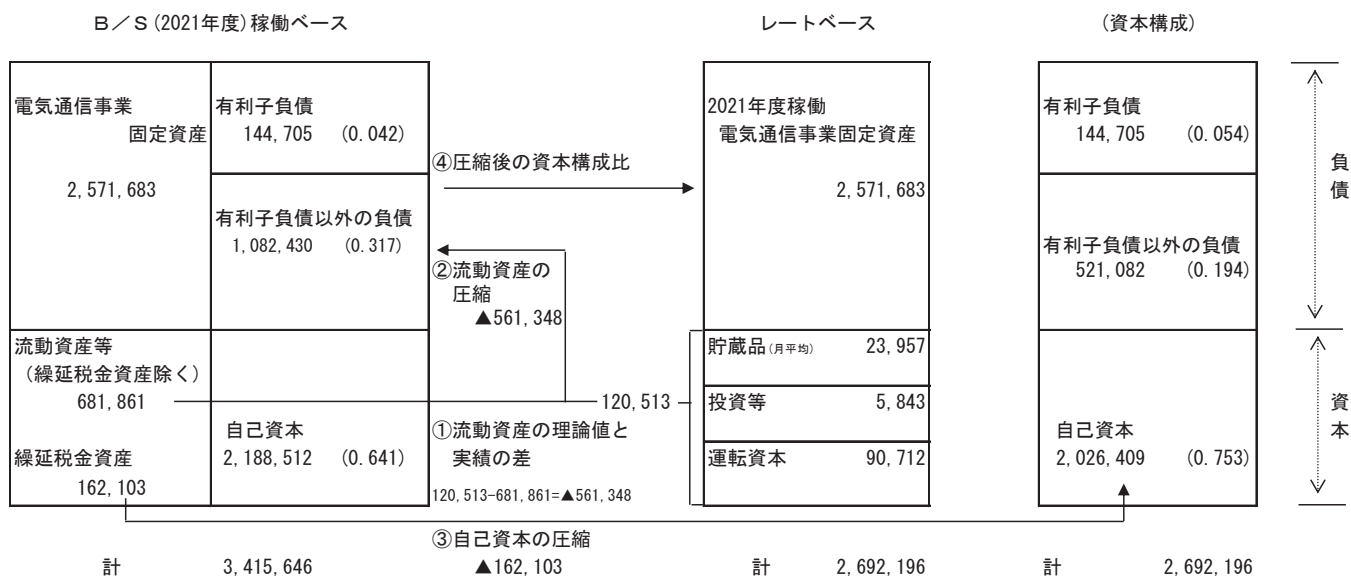 B/S(2021年度)稼働ベース
レートベース
(資本構成)
電気通信事業
固定資産
2,571,683
有利子負債
144,705 (0.042)
有利子負債以外の負債
1,082,430 (0.317)
④圧縮後の資本構成比
②流動資産の
圧縮
▲561,348
2021年度稼働
電気通信事業固定資産
2,571,683
有利子負債
144,705 (0.054)
有利子負債以外の負債
521,082 (0.194)
負債
流動資産等
(繰延税金資産除く)
681,861
繰延税金資産
162,103
自己資本
2,188,512 (0.641)
120,513
①流動資産の理論値と
実績の差
120,513-681,861=▲561,348
貯蔵品(月平均) 23,957
投資等 5,843
運転資本 90,712
自己資本
2,026,409 (0.753)
資本
③自己資本の圧縮
▲162,103
計 3,415,646
計 2,692,196
計 2,692,196